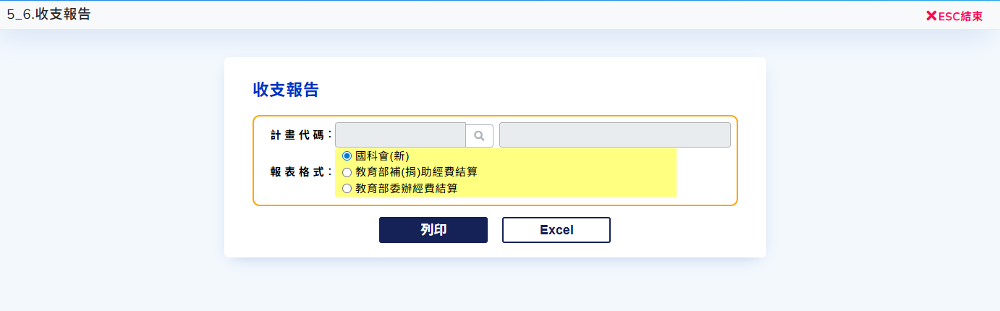 5_6.收支報告
ESC結束
收支報告
計畫代碼：
報表格式：
國科會(新)
教育部補(捐)助經費結算
教育部委辦經費結算
列印
Excel